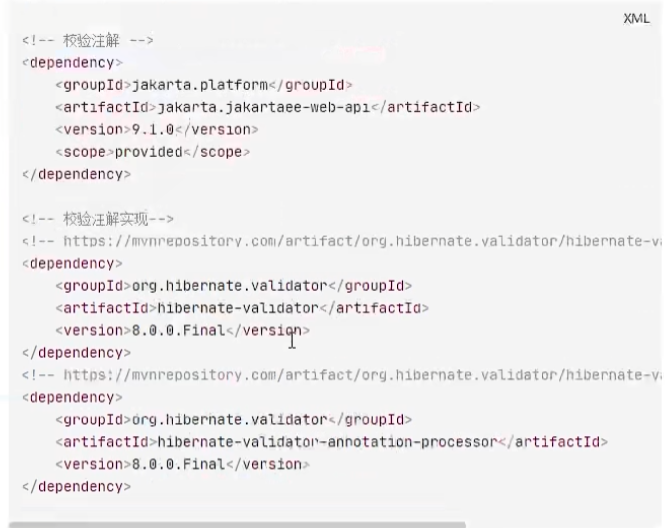 XML
<!-- 校验注解 -->
<dependency>
<groupId>jakarta.platform</groupId>
<artifactId>jakarta.jakartaee-web-api</artifactId>
<version>9.1.0</version>
<scope>provided</scope>
</dependency>
<!-- 校验注解实现-->
<!-- https://mvnrepository.com/artifact/org.hibernate.validator/hibernate-v
<dependency>
<groupId>org.hibernate.validator</groupId>
<artifactId>hibernate-validator</artifactId>
<version>8.0.0.Final</version>
</dependency>
<!-- https://mvnrepository.com/artifact/org.hibernate.validator/hibernate-v
<dependency>
<groupId>org.hibernate.validator</groupId>
<artifactId>hibernate-validator-annotation-processor</artifactId>
<version>8.0.0.Final</version>
</dependency>